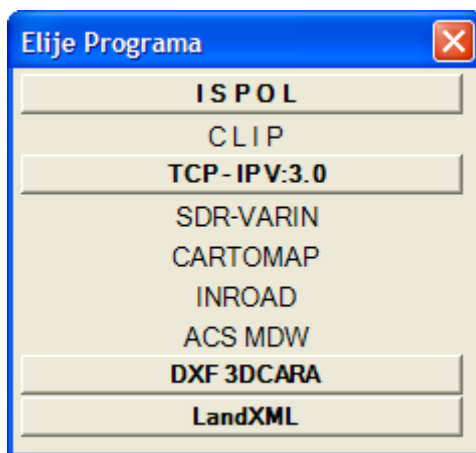 Elije Programa
I S P O L
C L I P
TCP - IPV:3.0
SDR-VARIN
CARTOMAP
INROAD
ACS MDW
DXF 3DCARA
LandXML